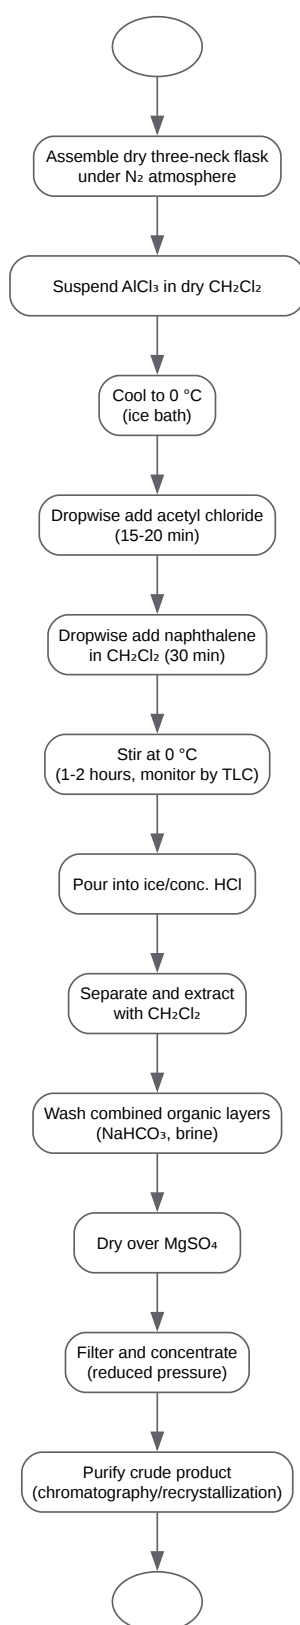 Assemble dry three-neck flask
under N₂ atmosphere
Suspend AlCl₃ in dry CH₂Cl₂
Cool to 0 °C
(ice bath)
Dropwise add acetyl chloride
(15-20 min)
Dropwise add naphthalene
in CH₂Cl₂ (30 min)
Stir at 0 °C
(1-2 hours, monitor by TLC)
Pour into ice/conc. HCl
Separate and extract
with CH₂Cl₂
Wash combined organic layers
(NaHCO₃, brine)
Dry over MgSO₄
Filter and concentrate
(reduced pressure)
Purify crude product
(chromatography/recrystallization)